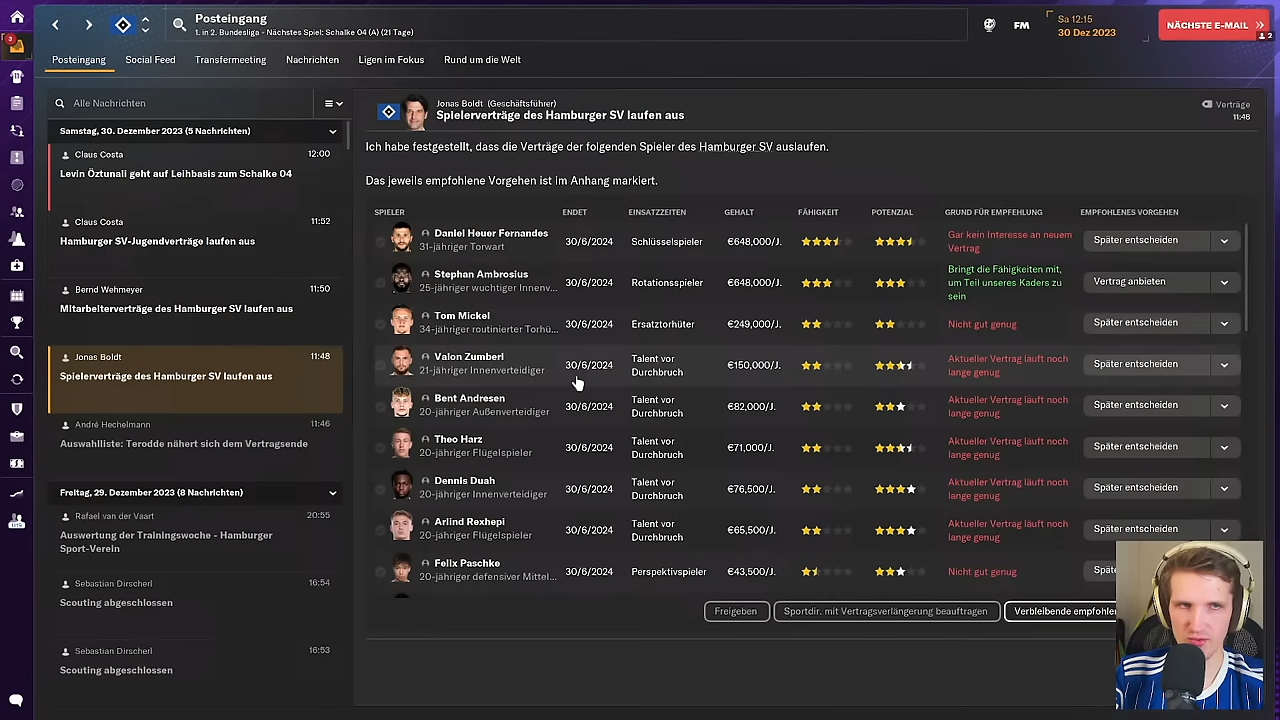 Posteingang
1. in 2. Bundesliga - Nächstes Spiel: Schalke 04 (A) (21 Tage)
FM
Sa 12:15
30 Dez 2023
NÄCHSTE E-MAIL
2
3
Posteingang
Social Feed
Transfermeeting
Nachrichten
Ligen im Fokus
Rund um die Welt
Alle Nachrichten
Samstag, 30. Dezember 2023 (5 Nachrichten)
Claus Costa 12:00
Levin Öztunali geht auf Leihbasis zum Schalke 04
Claus Costa 11:52
Hamburger SV-Jugendverträge laufen aus
Bernd Wehmeyer 11:50
Mitarbeiterverträge des Hamburger SV laufen aus
Jonas Boldt 11:48
Spielerverträge des Hamburger SV laufen aus
André Hechelmann 11:46
Auswahlliste: Terodde nähert sich dem Vertragsende
Freitag, 29. Dezember 2023 (8 Nachrichten)
Rafael van der Vaart 20:55
Auswertung der Trainingswoche - Hamburger
Sport-Verein
Sebastian Dirscherl 16:54
Scouting abgeschlossen
Sebastian Dirscherl 16:53
Scouting abgeschlossen
Jonas Boldt (Geschäftsführer)
Spielerverträge des Hamburger SV laufen aus
Verträge
11:48
Ich habe festgestellt, dass die Verträge der folgenden Spieler des Hamburger SV auslaufen.
Das jeweils empfohlene Vorgehen ist im Anhang markiert.
SPIELER ENDET EINSATZZEITEN GEHALT FÄHIGKEIT POTENZIAL GRUND FÜR EMPFEHLUNG EMPFOHLENES VORGEHEN
Daniel Heuer Fernandes
31-jähriger Torwart
30/6/2024
Schlüsselspieler
€648,000/J.
Gar kein Interesse an neuem
Vertrag
Später entscheiden
Stephan Ambrosius
25-jähriger wuchtiger Innenv...
30/6/2024
Rotationsspieler
€648,000/J.
Bringt die Fähigkeiten mit,
um Teil unseres Kaders zu
sein
Vertrag anbieten
Tom Mickel
34-jähriger routinierter Torhü...
30/6/2024
Ersatztorhüter
€249,000/J.
Nicht gut genug
Später entscheiden
Valon Zumberi
21-jähriger Innenverteidiger
30/6/2024
Talent vor
Durchbruch
€150,000/J.
Aktueller Vertrag läuft noch
lange genug
Später entscheiden
Bent Andresen
20-jähriger Außenverteidiger
30/6/2024
Talent vor
Durchbruch
€82,000/J.
Aktueller Vertrag läuft noch
lange genug
Später entscheiden
Theo Harz
20-jähriger Flügelspieler
30/6/2024
Talent vor
Durchbruch
€71,000/J.
Aktueller Vertrag läuft noch
lange genug
Später entscheiden
Dennis Duah
20-jähriger Innenverteidiger
30/6/2024
Talent vor
Durchbruch
€76,500/J.
Aktueller Vertrag läuft noch
lange genug
Später entscheiden
Arlind Rexhepi
20-jähriger Flügelspieler
30/6/2024
Talent vor
Durchbruch
€65,500/J.
Aktueller Vertrag läuft noch
lange genug
Später entscheiden
Felix Paschke
20-jähriger defensiver Mittel...
30/6/2024
Perspektivspieler
€43,500/J.
Nicht gut genug
Späte
Freigeben
Sportdir. mit Vertragsverlängerung beauftragen
Verbleibende empfohlen